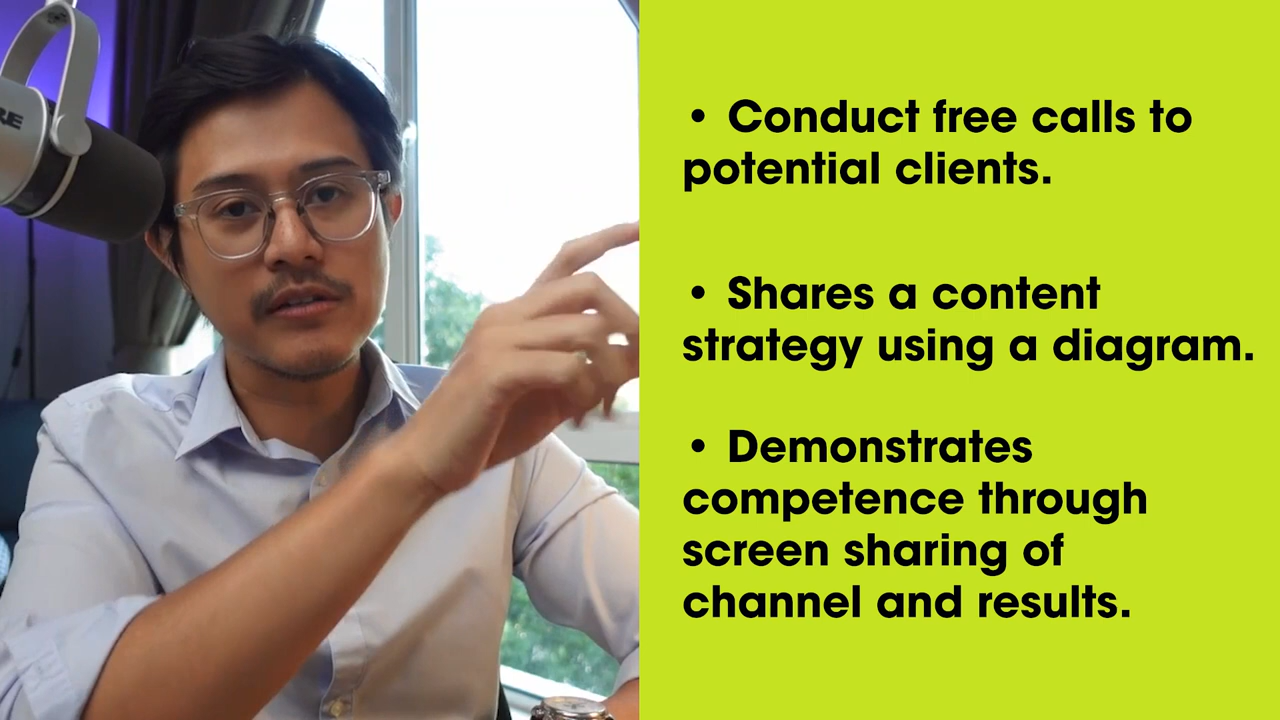 • Conduct free calls to
potential clients.
• Shares a content
strategy using a diagram.
• Demonstrates
competence through
screen sharing of
channel and results.